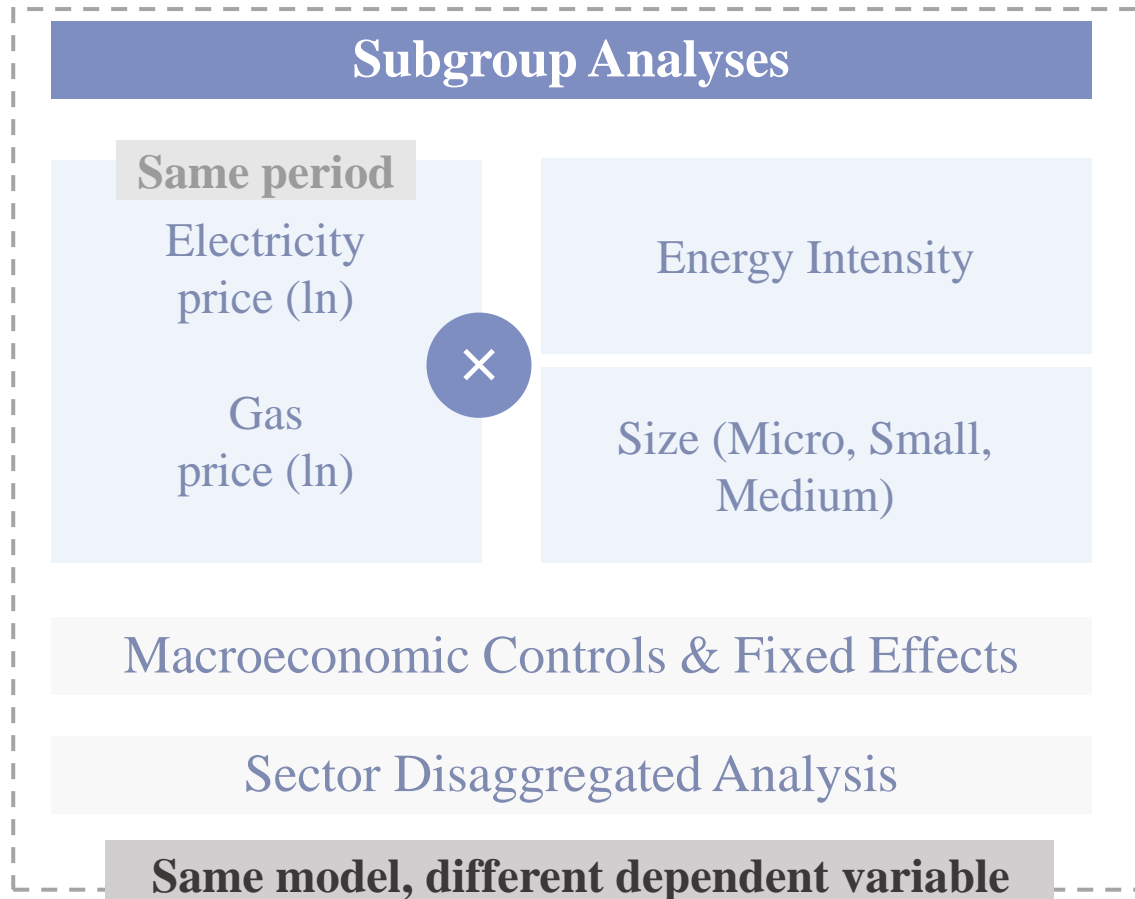 Subgroup Analyses
Same period
Electricity
price (ln)
Gas
price (ln)
×
Energy Intensity
Size (Micro, Small,
Medium)
Macroeconomic Controls & Fixed Effects
Sector Disaggregated Analysis
Same model, different dependent variable